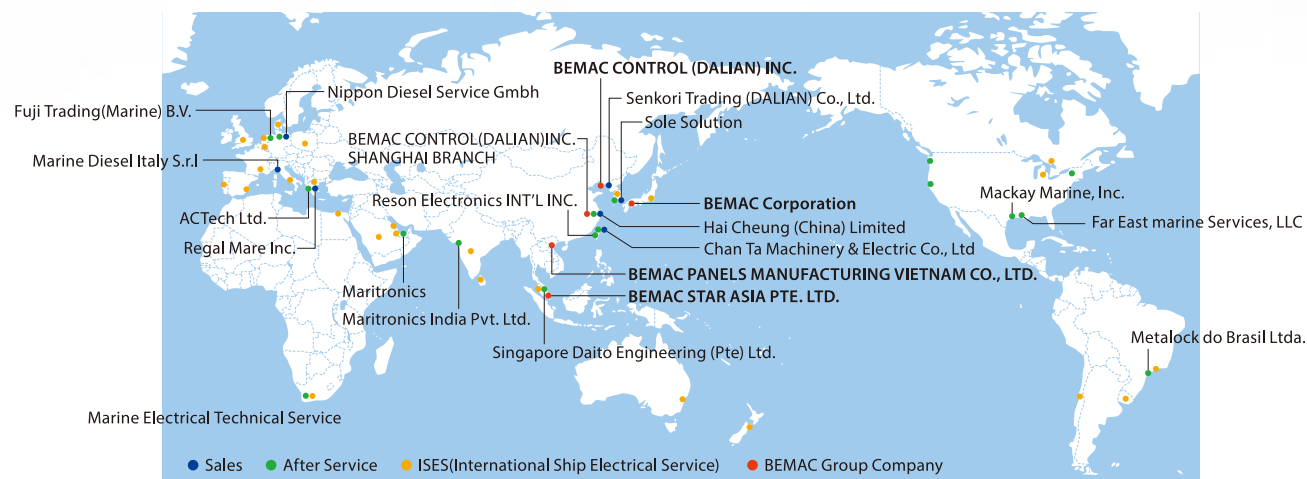 BEMAC CONTROL (DALIAN) INC.
Nippon Diesel Service Gmbh
Senkori Trading (DALIAN) Co., Ltd.
Fuji Trading(Marine) B.V.
Sole Solution
BEMAC CONTROL(DALIAN)INC.
SHANGHAI BRANCH
Marine Diesel Italy S.r.l
Reson Electronics INT'L INC.
Mackay Marine, Inc.
BEMAC Corporation
ACTech Ltd.
Hai Cheung (China) Limited
Far East marine Services, LLC
Regal Mare Inc.
Chan Ta Machinery & Electric Co., Ltd
BEMAC PANELS MANUFACTURING VIETNAM CO., LTD.
Maritronics
BEMAC STAR ASIA PTE. LTD.
Maritronics India Pvt. Ltd.
Metalock do Brasil Ltda.
Singapore Daito Engineering (Pte) Ltd.
Marine Electrical Technical Service
Sales
After Service
ISES(International Ship Electrical Service)
BEMAC Group Company